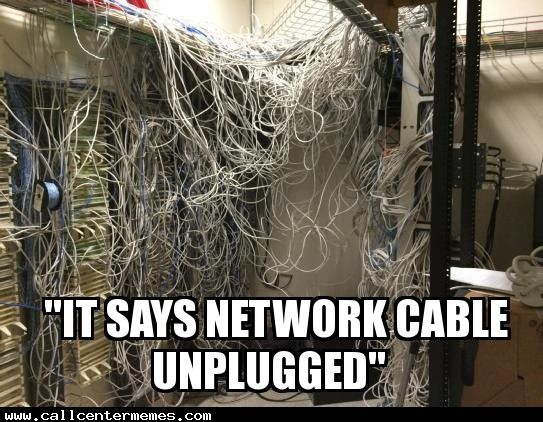 "IT SAYS NETWORK CABLE
UNPLUGGED"
www.callcentermemes.com